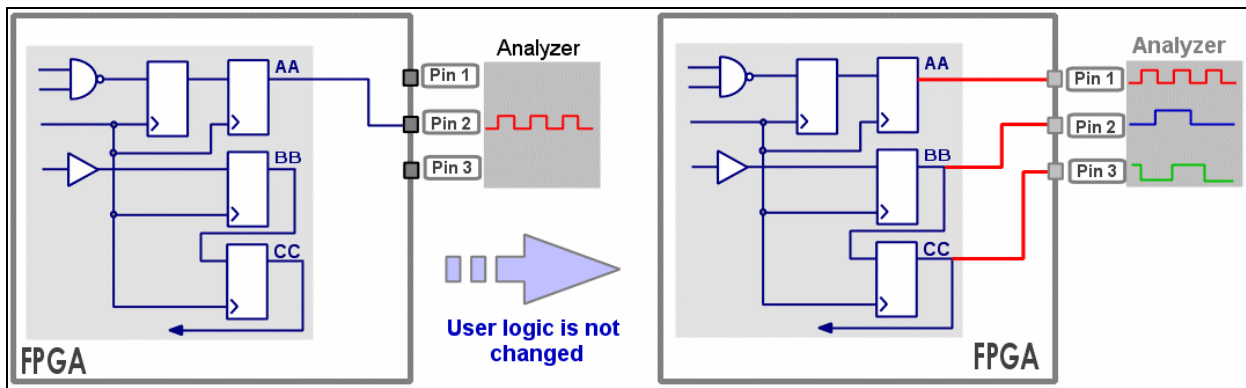 Analyzer
AA
Pin 1
Pin 2
BB
Pin 3
CC
FPGA
User logic is not
changed
Analyzer
AA
Pin 1
Pin 2
BB
Pin 3
CC
FPGA